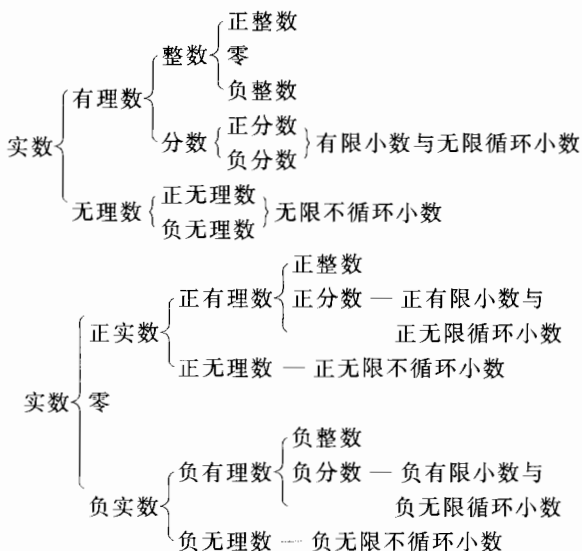 正整数
整数 零
有理数 负整数
分数 正分数 有限小数与无限循环小数
实数 负分数
无理数 正无理数 无限不循环小数
负无理数
正整数
正有理数 正分数 — 正有限小数与
正实数 正无限循环小数
正无理数 — 正无限不循环小数
实数 零
负整数
负有理数 负分数 — 负有限小数与
负实数 负无限循环小数
负无理数 — 负无限不循环小数